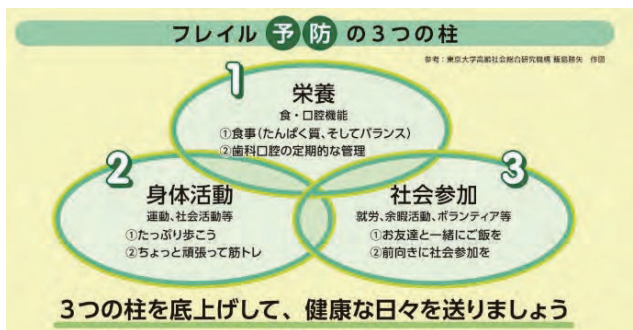 フレイル予防の3つの柱
参考:東京大学高齢社会総合研究機構 飯島勝矢 作図
1
栄養
食・口腔機能
①食事(たんぱく質、そしてバランス)
②歯科口腔の定期的な管理
2
身体活動
運動、社会活動等
①たっぷり歩こう
②ちょっと頑張って筋トレ
3
社会参加
就労、余暇活動、ボランティア等
①お友達と一緒にご飯を
②前向きに社会参加を
3つの柱を底上げして、健康な日々を送りましょう